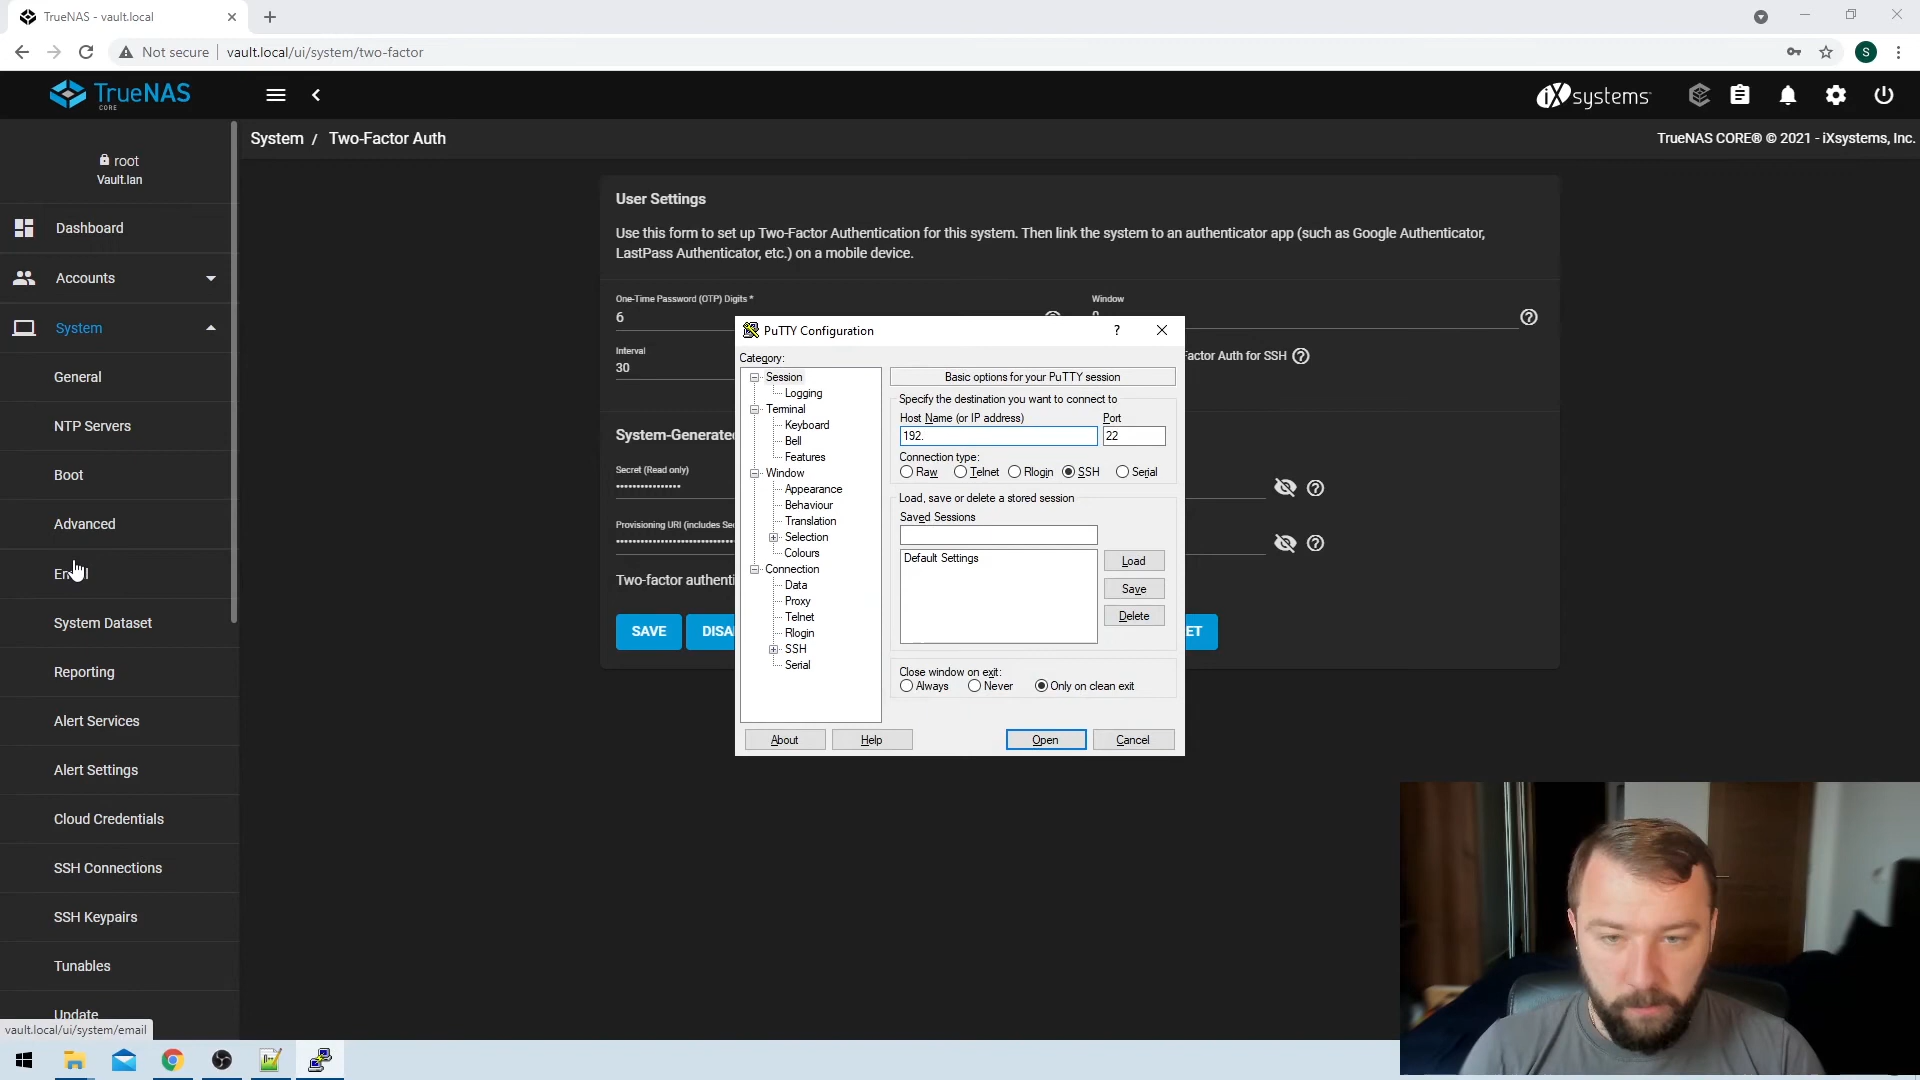 TrueNAS - vault.local
Not secure
vault.local/ui/system/two-factor
S
TrueNAS
CORE
iXsystems
System / Two-Factor Auth
TrueNAS CORE® © 2021 - iXsystems, Inc.
root
Vault.lan
Dashboard
Accounts
System
General
NTP Servers
Boot
Advanced
System Dataset
Reporting
Alert Services
Alert Settings
Cloud Credentials
SSH Connections
SSH Keypairs
Tunables
Update
vault.local/ui/system/email
User Settings
Use this form to set up Two-Factor Authentication for this system. Then link the system to an authenticator app (such as Google Authenticator,
LastPass Authenticator, etc.) on a mobile device.
One-Time Password (OTP) Digits *
6
Window
Interval
30
Factor Auth for SSH
System-Generated
Secret (Read only)
Provisioning URI (includes Sec
Two-factor authenti
SAVE
DISA
ET
PuTTY Configuration
? 
Category:
Session
Logging
Terminal
Keyboard
Bell
Features
Window
Appearance
Behaviour
Translation
Selection
Colours
Connection
Data
Proxy
Telnet
Rlogin
SSH
Serial
Basic options for your PuTTY session
Specify the destination you want to connect to
Host Name (or IP address)
Port
192.
22
Connection type:
Raw
Telnet
Rlogin
SSH
Serial
Load, save or delete a stored session
Saved Sessions
Default Settings
Load
Save
Delete
Close window on exit:
Always
Never
Only on clean exit
About
Help
Open
Cancel